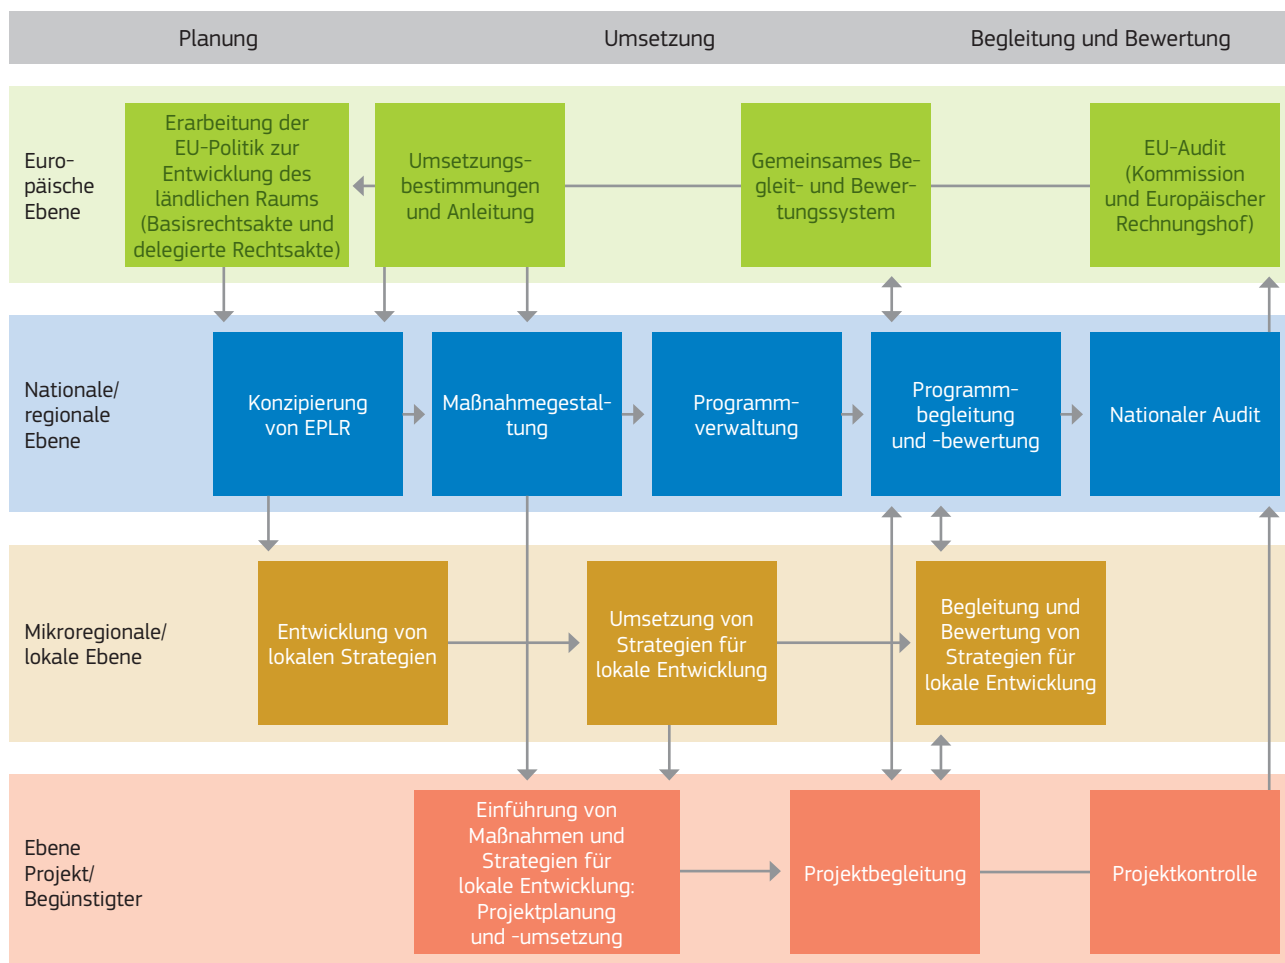 Planung
Umsetzung
Begleitung und Bewertung
Euro-
päische
Ebene
Erarbeitung der
EU-Politik zur
Entwicklung des
ländlichen Raums
(Basisrechtsakte und
delegierte Rechtsakte)
Umsetzungs-
bestimmungen
und Anleitung
Gemeinsames Be-
gleit- und Bewer-
tungssystem
EU-Audit
(Kommission
und Europäischer
Rechnungshof)
Nationale/
regionale
Ebene
Konzipierung
von EPLR
Maßnahmegestal-
tung
Programm-
verwaltung
Programm-
begleitung
und -bewertung
Nationaler Audit
Mikroregionale/
lokale Ebene
Entwicklung von
lokalen Strategien
Umsetzung von
Strategien für
lokale Entwicklung
Begleitung und
Bewertung von
Strategien für
lokale Entwicklung
Ebene
Projekt/
Begünstigter
Einführung von
Maßnahmen und
Strategien für
lokale Entwicklung:
Projektplanung
und -umsetzung
Projektbegleitung
Projektkontrolle